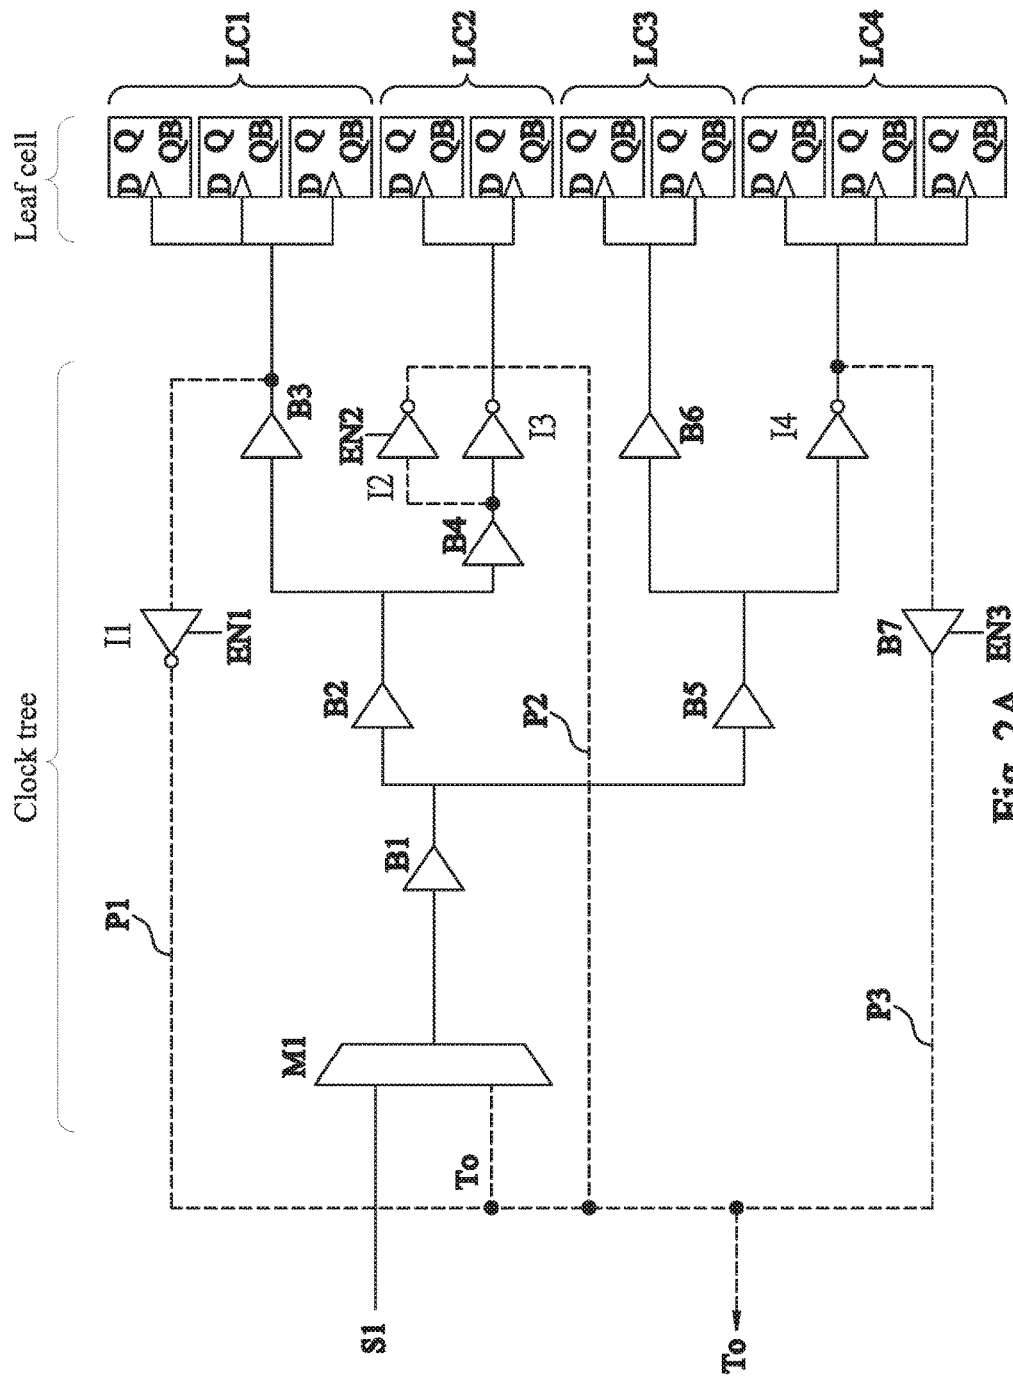 Clock tree
Leaf cell
P1
I1
EN1
B3
D Q
QB
D Q
QB
D Q
QB
LC1
S1
To
M1
B1
B2
EN2
I2
B4
I3
D Q
QB
D Q
QB
LC2
P2
B5
B6
D Q
QB
D Q
QB
LC3
To
P3
B7
EN3
I4
D Q
QB
D Q
QB
D Q
QB
LC4
Fig. 2A